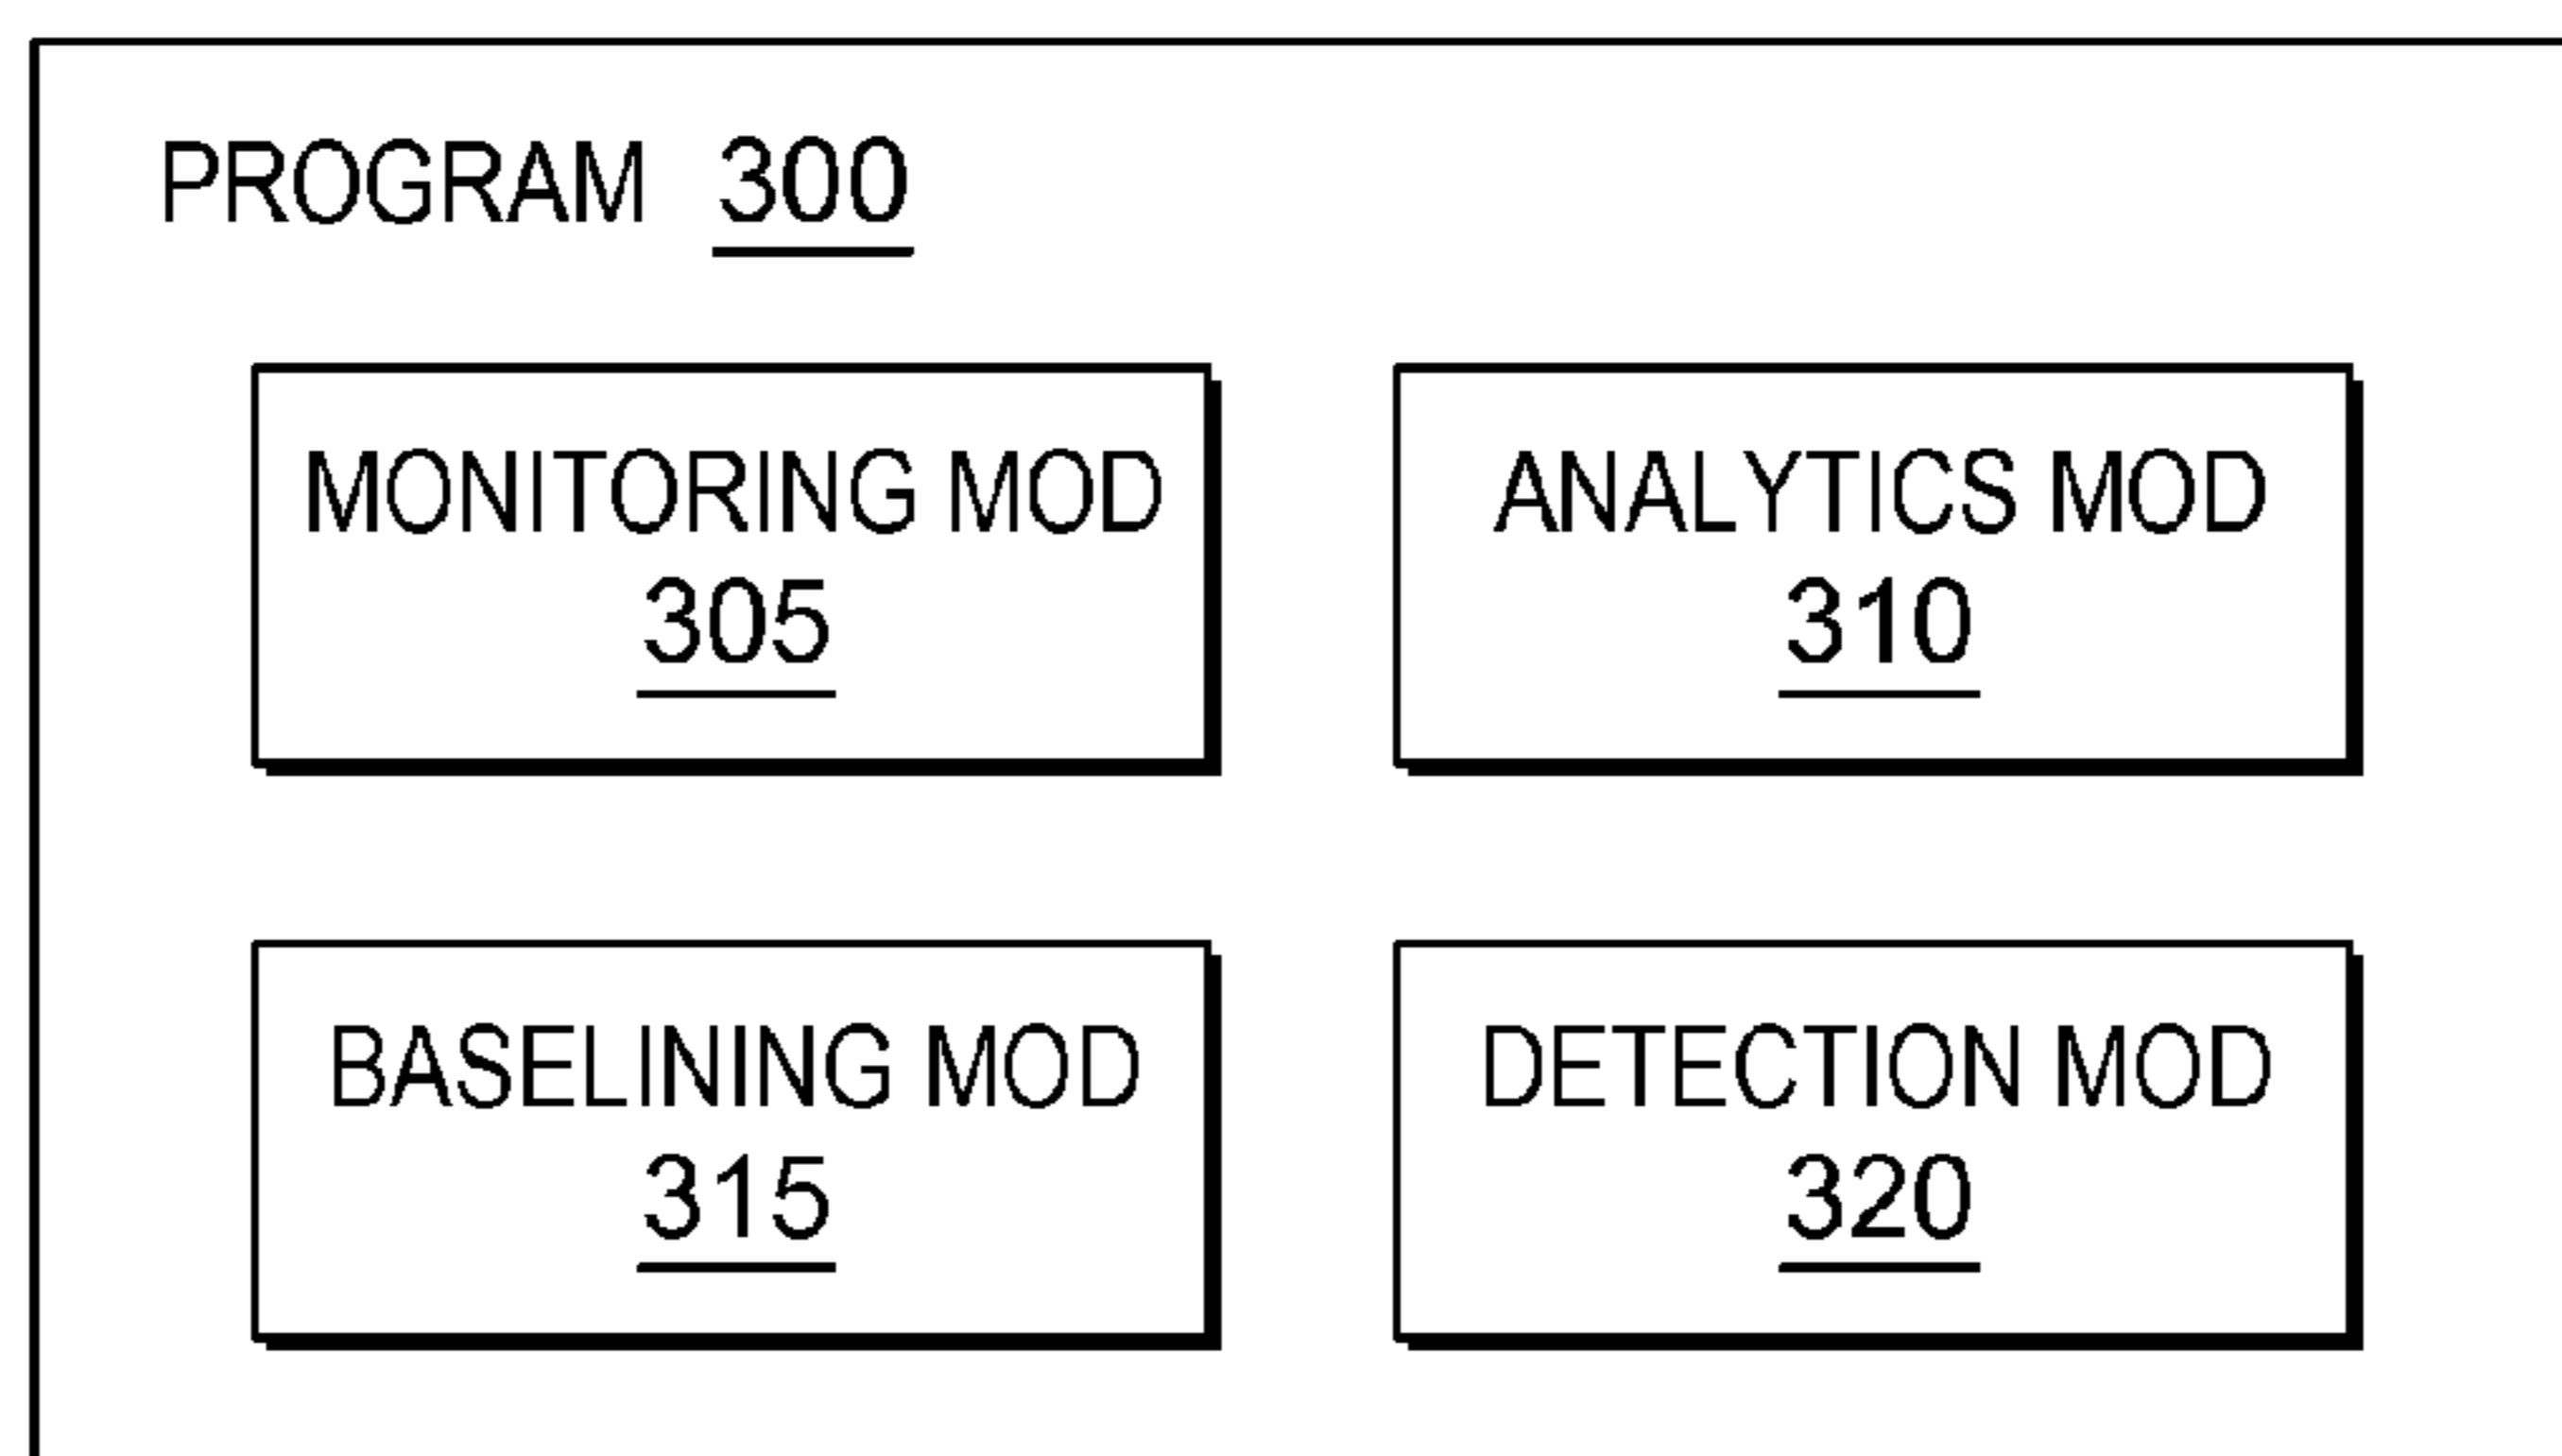 PROGRAM 300
MONITORING MOD
305
ANALYTICS MOD
310
BASELINING MOD
315
DETECTION MOD
320